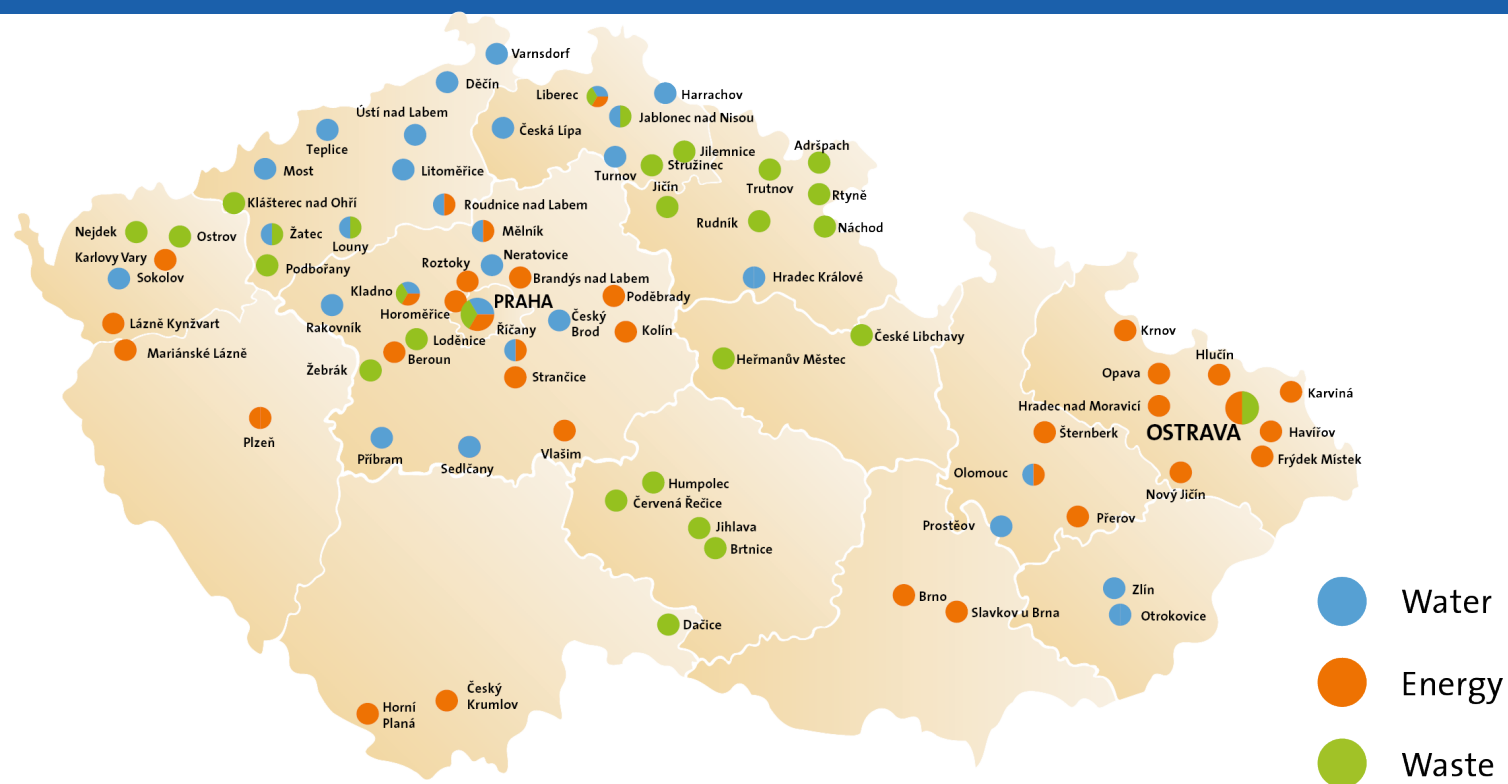 Varnsdorf
Děčín
Liberec
Harrachov
Ústí nad Labem
Jablonec nad Nisou
Česká Lípa
Teplice
Adršpach
Jilemnice
Stružinec
Most
Litoměřice
Turnov
Jičín
Trutnov
Rtyně
Klášterec nad Ohří
Roudnice nad Labem
Rudník
Náchod
Nejdek
Ostrov
Žatec
Louny
Mělník
Karlovy Vary
Sokolov
Podbořany
Roztoky
Neratovice
Brandýs nad Labem
Hradec Králové
Kladno
PRAHA
Poděbrady
Horoměřice
Lázně Kynžvart
Rakovník
Říčany
Český
Brod
Kolín
Krnov
Loděnice
České Libchavy
Mariánské Lázně
Beroun
Heřmanův Městec
Hlučín
Žebrák
Strančice
Opava
Karviná
Hradec nad Moravicí
Plzeň
Příbram
Sedlčany
Vlašim
Šternberk
OSTRAVA
Havířov
Frýdek Místek
Olomouc
Nový Jičín
Humpolec
Červená Řečice
Jihlava
Brtnice
Prostěov
Přerov
Zlín
Otrokovice
Brno
Slavkov u Brna
Dačice
Český
Krumlov
Horní
Planá
Water
Energy
Waste